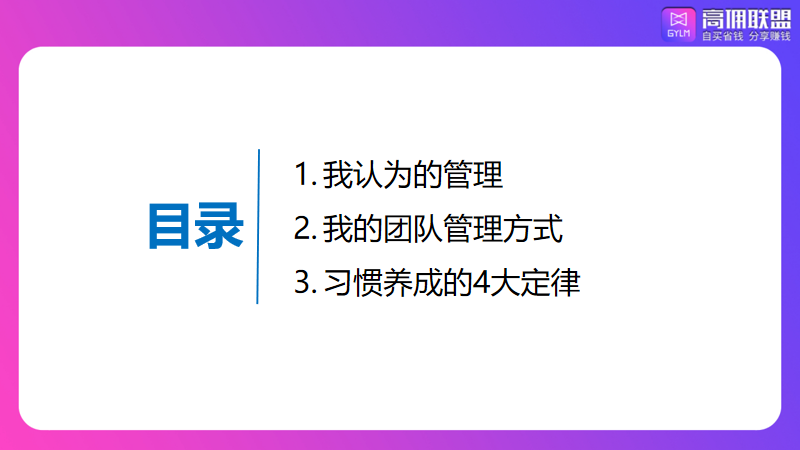 高佣联盟
GYLM
自买省钱 分享赚钱
目录
1. 我认为的管理
2. 我的团队管理方式
3. 习惯养成的4大定律